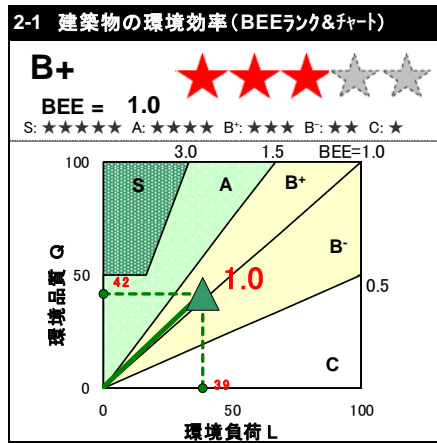 2-1 建築物の環境効率(BEEランク&チャート)
B+
BEE = 1.0
S: ★★★★★ A: ★★★★ B⁺: ★★★ B⁻: ★★ C: ★
100 3.0 1.5 BEE=1.0
S A B⁺
B⁻
50
42 1.0 0.5
環境品質 Q
C
0 39
0 50 100
環境負荷 L